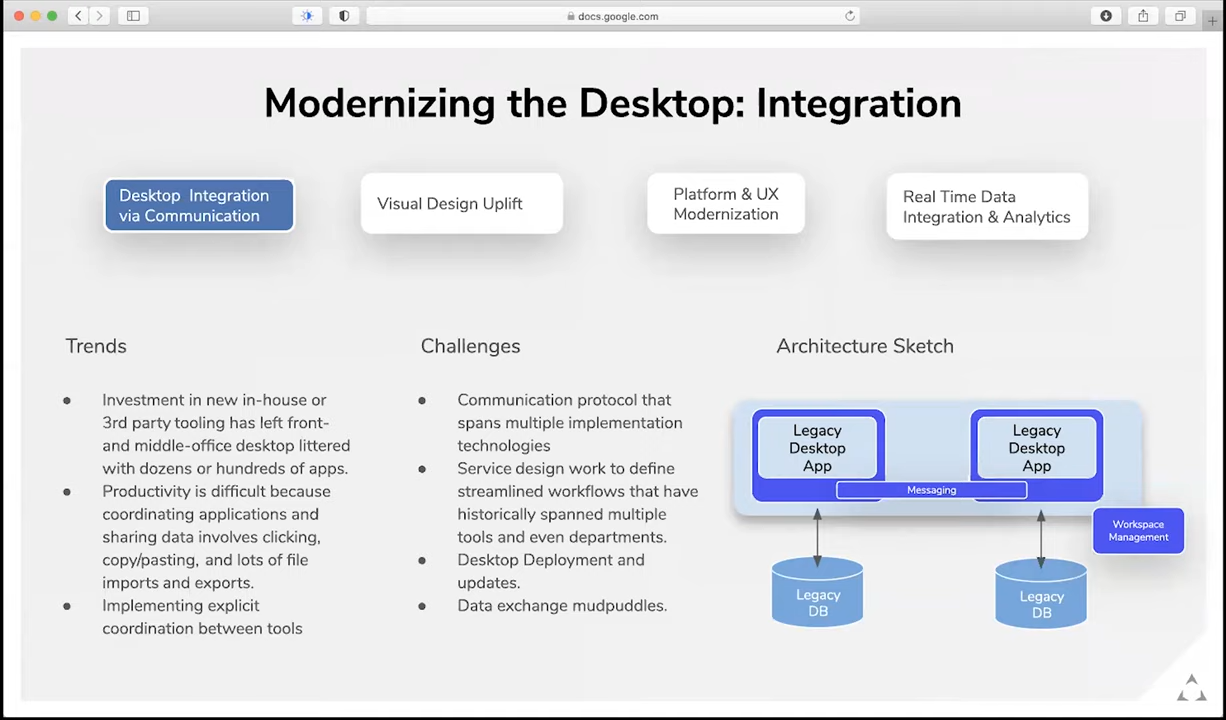 docs.google.com
Modernizing the Desktop: Integration
Desktop Integration
via Communication
Visual Design Uplift
Platform & UX
Modernization
Real Time Data
Integration & Analytics
Trends
● Investment in new in-house or
3rd party tooling has left front-
and middle-office desktop littered
with dozens or hundreds of apps.
● Productivity is difficult because
coordinating applications and
sharing data involves clicking,
copy/pasting, and lots of file
imports and exports.
● Implementing explicit
coordination between tools
Challenges
● Communication protocol that
spans multiple implementation
technologies
● Service design work to define
streamlined workflows that have
historically spanned multiple
tools and even departments.
● Desktop Deployment and
updates.
● Data exchange mudpuddles.
Architecture Sketch
Legacy
Desktop
App
Legacy
Desktop
App
Messaging
Workspace
Management
Legacy
DB
Legacy
DB